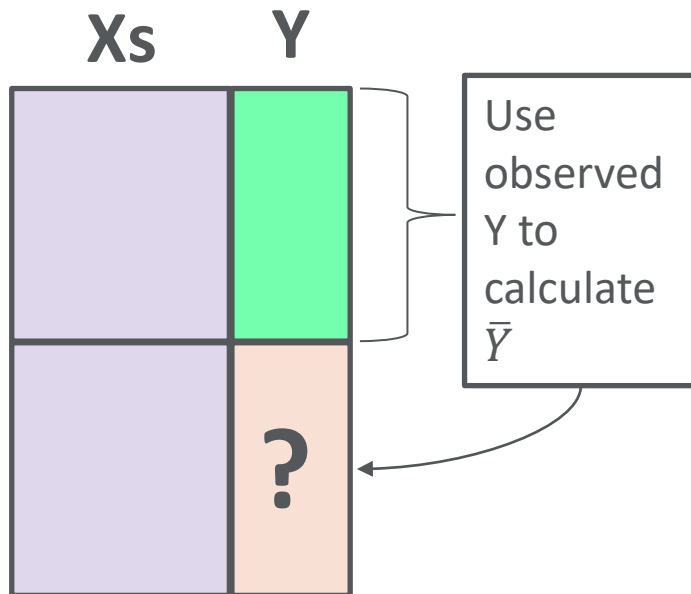 Xs Y
Use
observed
Y to
calculate
Ȳ
?